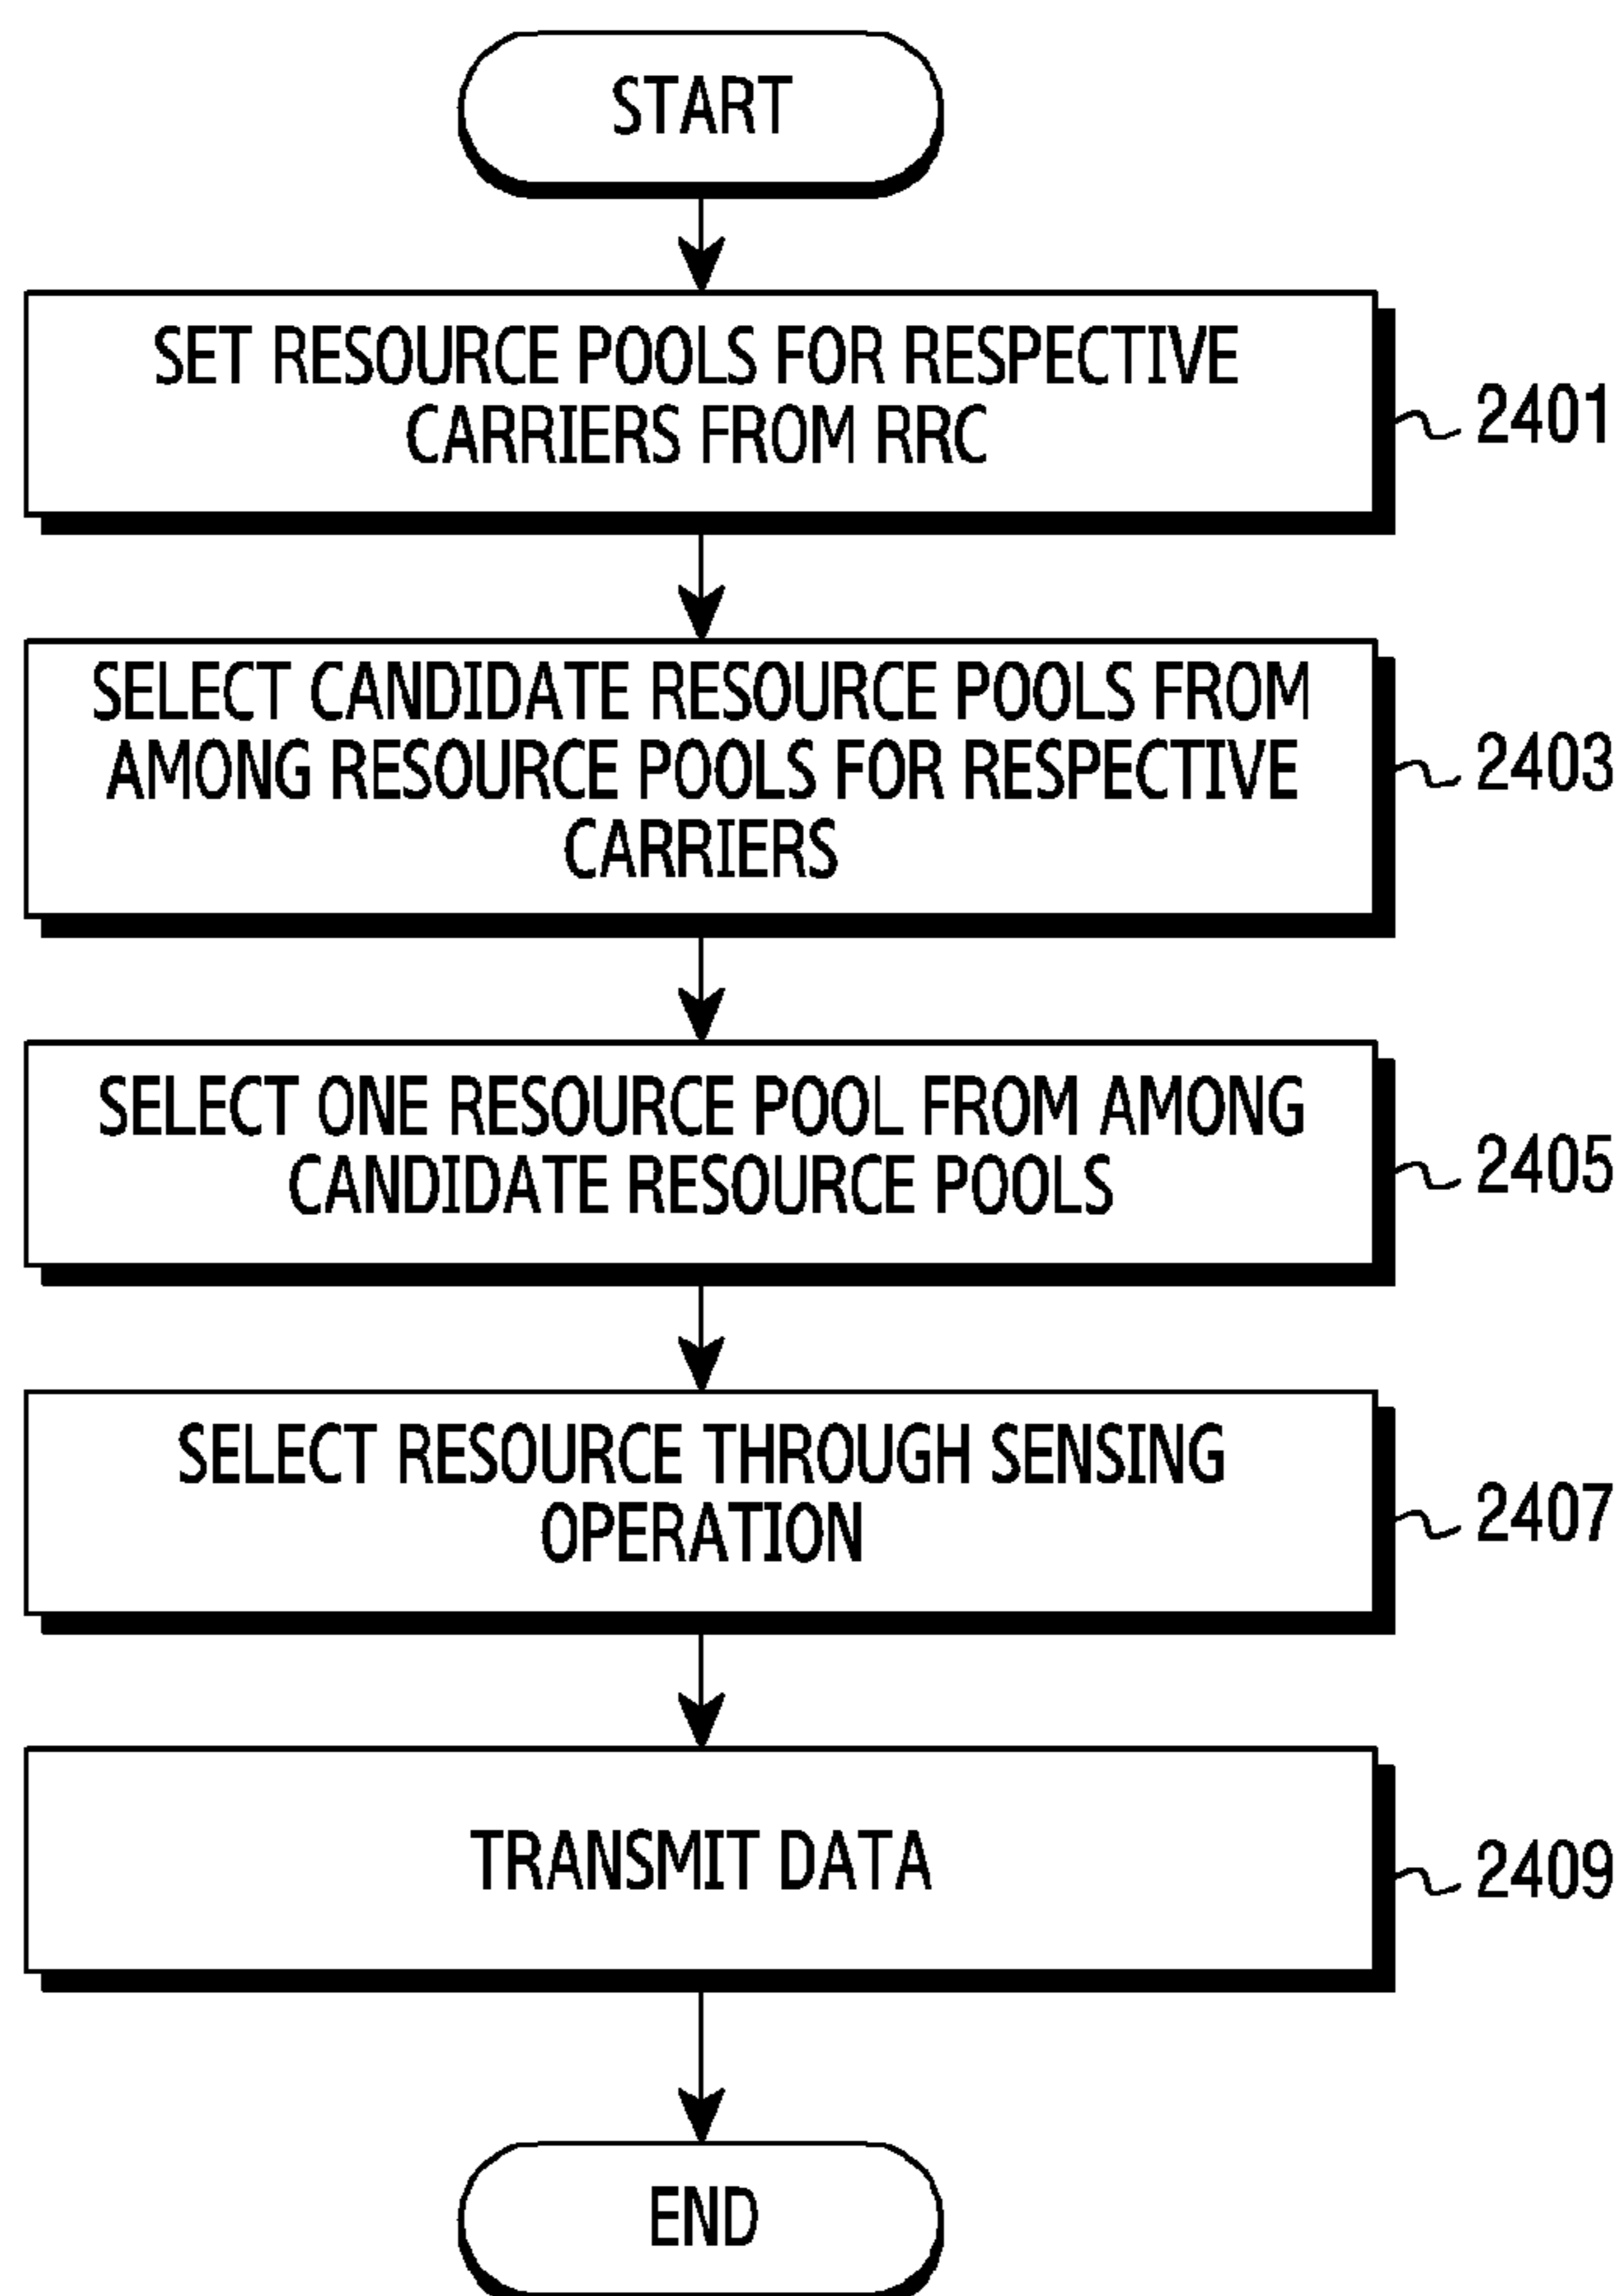 START
SET RESOURCE POOLS FOR RESPECTIVE
CARRIERS FROM RRC
2401
SELECT CANDIDATE RESOURCE POOLS FROM
AMONG RESOURCE POOLS FOR RESPECTIVE
CARRIERS
2403
SELECT ONE RESOURCE POOL FROM AMONG
CANDIDATE RESOURCE POOLS
2405
SELECT RESOURCE THROUGH SENSING
OPERATION
2407
TRANSMIT DATA
2409
END